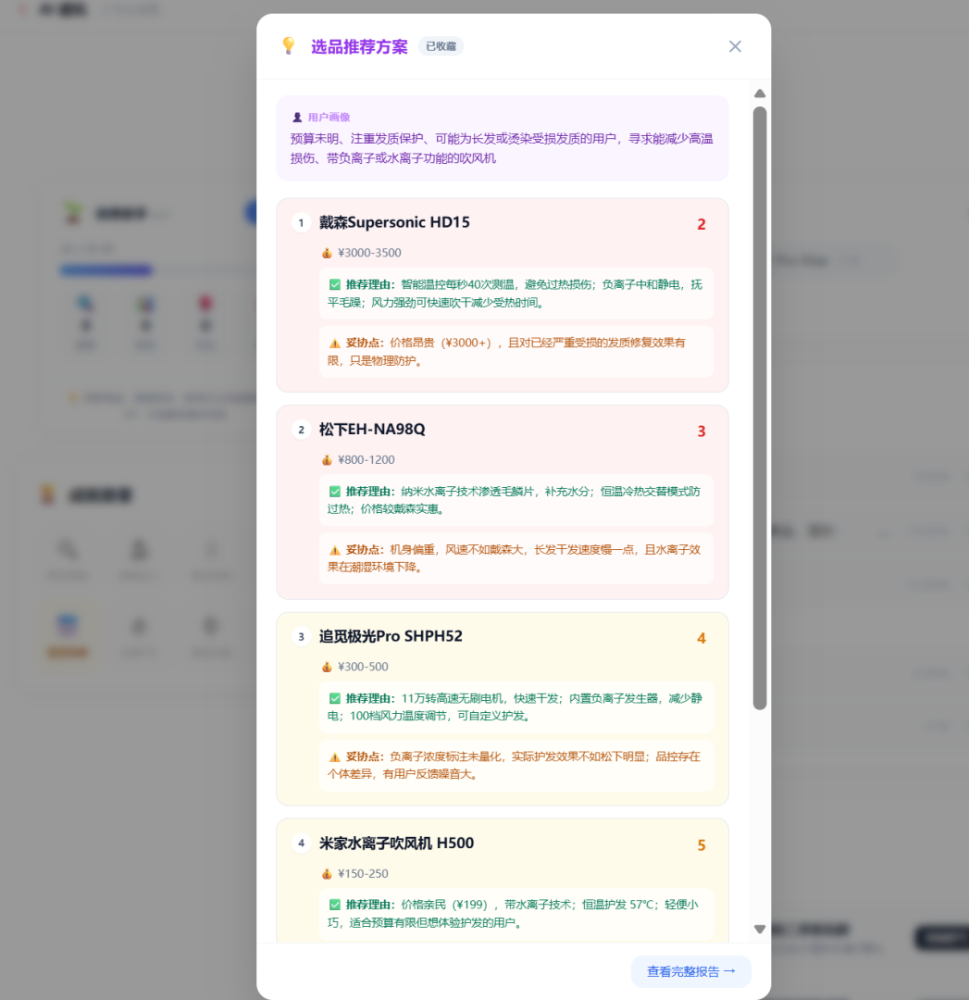 选品推荐方案 已收藏
用户画像
预算未明、注重发质保护、可能为长发或烫染受损发质的用户，寻求能减少高温
损伤、带负离子或水离子功能的吹风机
1 戴森Supersonic HD15 2
¥3000-3500
推荐理由：智能温控每秒40次测温，避免过热损伤；负离子中和静电，抚
平毛躁；风力强劲可快速吹干减少受热时间。
妥协点：价格昂贵（¥3000+），且对已经严重受损的发质修复效果有
限，只是物理防护。
2 松下EH-NA98Q 3
¥800-1200
推荐理由：纳米水离子技术渗透毛鳞片，补充水分；恒温冷热交替模式防
过热；价格较戴森实惠。
妥协点：机身偏重，风速不如戴森大，长发干发速度慢一点，且水离子效
果在潮湿环境下降。
3 追觅极光Pro SHPH52 4
¥300-500
推荐理由：11万转高速无刷电机，快速干发；内置负离子发生器，减少静
电；100档风力温度调节，可自定义护发。
妥协点：负离子浓度标注未量化，实际护发效果不如松下明显；品控存在
个体差异，有用户反馈噪音大。
4 米家水离子吹风机 H500 5
¥150-250
推荐理由：价格亲民（¥199），带水离子技术；恒温护发 57℃；轻便小
巧，适合预算有限但想体验护发的用户。
查看完整报告 →